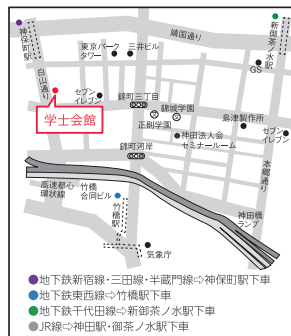 靖国通り
神保町駅
新御茶ノ水駅
東京パーク
タワー
三井ビル
白山通り
GS
セブン
イレブン
錦町三丁目
学士会館
錦城学園
正則学園
島津製作所
神田法人会
セミナールーム
セブン
イレブン
錦町河岸
本郷通り
高速都心
環状線
竹橋
合同ビル
竹橋駅
神田橋
ランプ
気象庁
●地下鉄新宿線・三田線・半蔵門線⇨神保町駅下車
●地下鉄東西線⇨竹橋駅下車
●地下鉄千代田線⇨新御茶ノ水駅下車
●JR線⇨神田駅・御茶ノ水駅下車